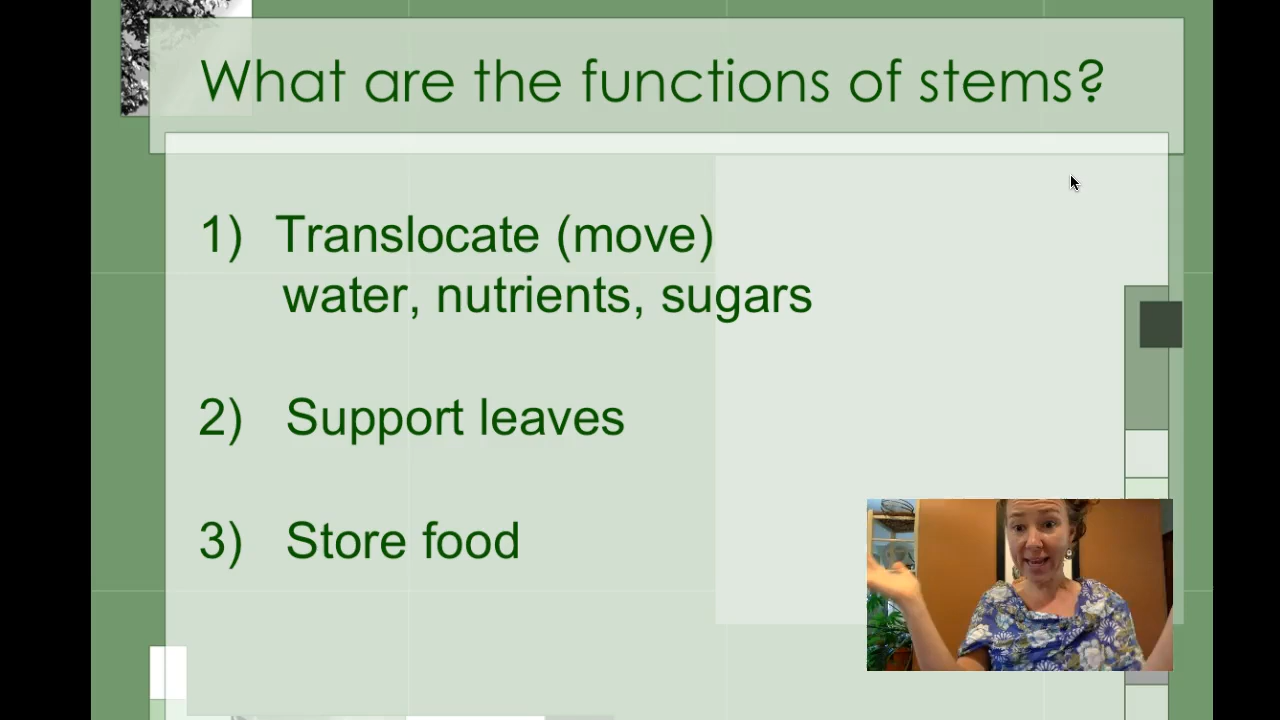 What are the functions of stems?
1) Translocate (move)
water, nutrients, sugars
2) Support leaves
3) Store food